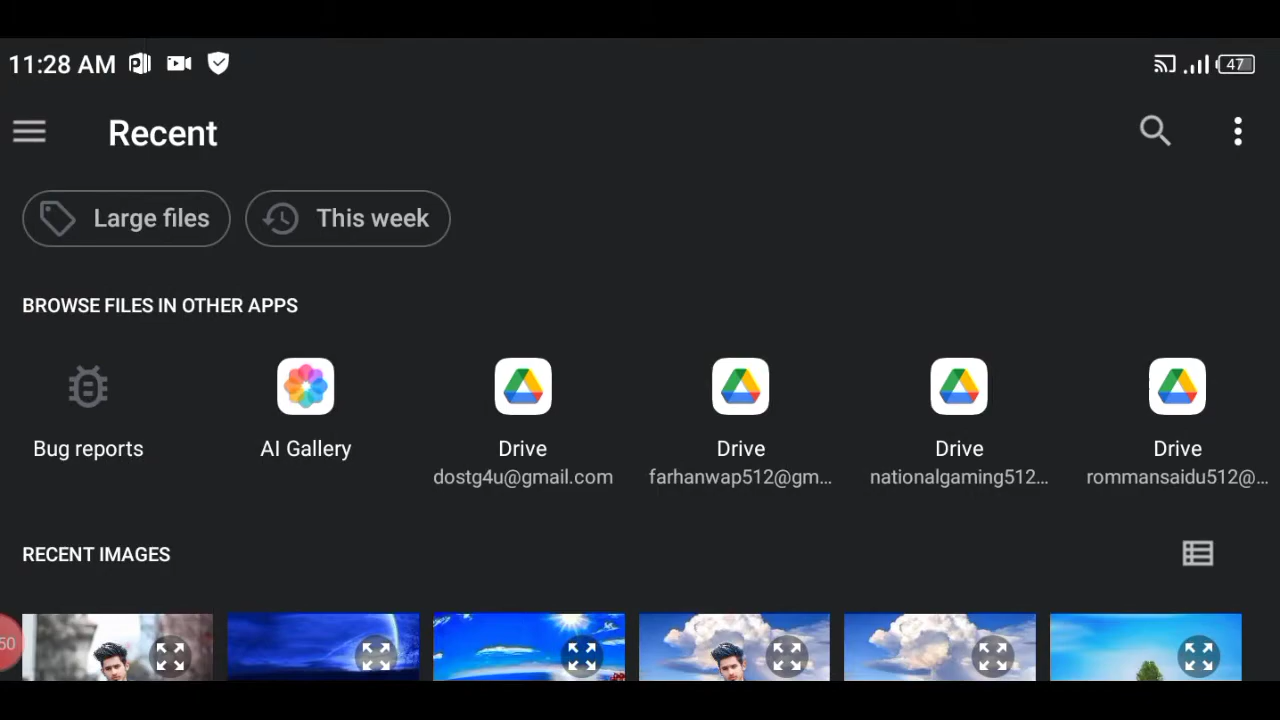 11:28 AM
47
Recent
Large files
This week
BROWSE FILES IN OTHER APPS
Bug reports
AI Gallery
Drive
dostg4u@gmail.com
Drive
farhanwap512@gm...
Drive
nationalgaming512...
Drive
rommansaidu512@...
RECENT IMAGES
50